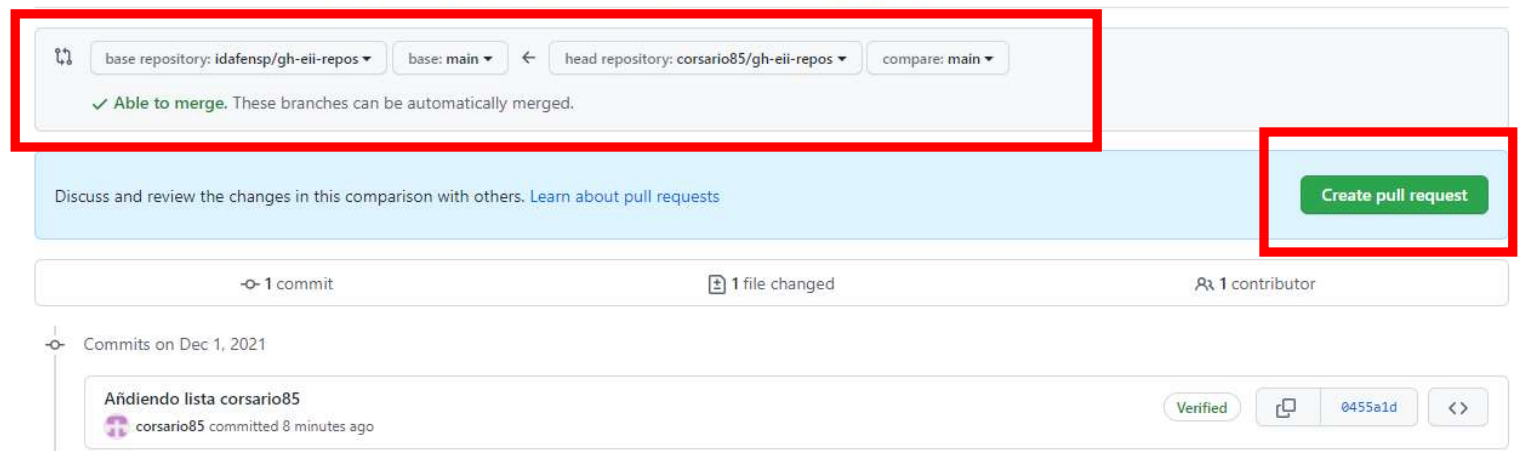 base repository: idafensp/gh-eii-repos base: main ← head repository: corsario85/gh-eii-repos compare: main
Able to merge. These branches can be automatically merged.
Discuss and review the changes in this comparison with others. Learn about pull requests
Create pull request
1 commit 1 file changed 1 contributor
Commits on Dec 1, 2021
Añdiendo lista corsario85
Verified 0455a1d <>
corsario85 committed 8 minutes ago